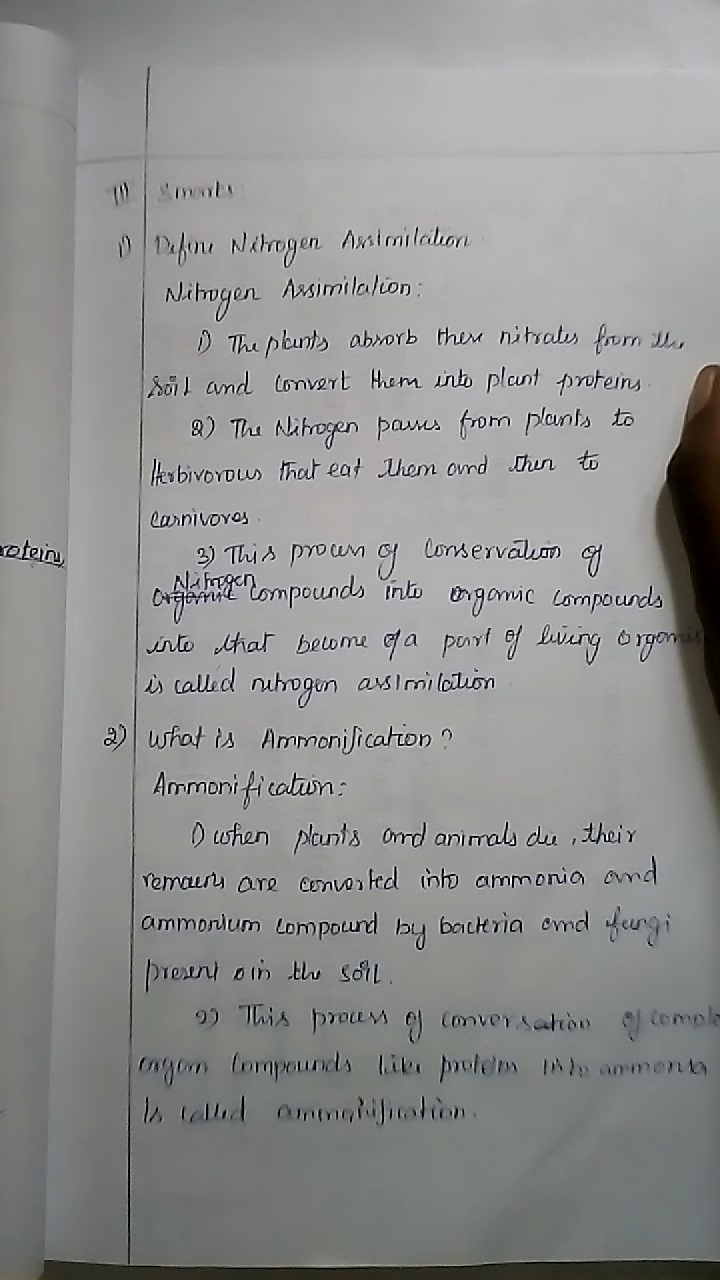 III Smarts:
1) Define Nitrogen Assimilation.
Nitrogen Assimilation:
1) The plants absorb these nitrates from the
soil and convert them into plant proteins.
2) The Nitrogen passes from plants to
Herbivorous that eat them and then to
Carnivores.
proteins
3) This process of Conservation of
organic Nitrogen compounds into organic compounds
into that become of a part of living organis
is called nitrogen assimilation
2) What is Ammonification?
Ammonification:
1) when plants and animals die, their
remains are converted into ammonia and
ammonium compound by bacteria and fungi
present in the soil.
2) This process of conversation of comple
organ compounds like proteins into ammonia
is called ammonification.